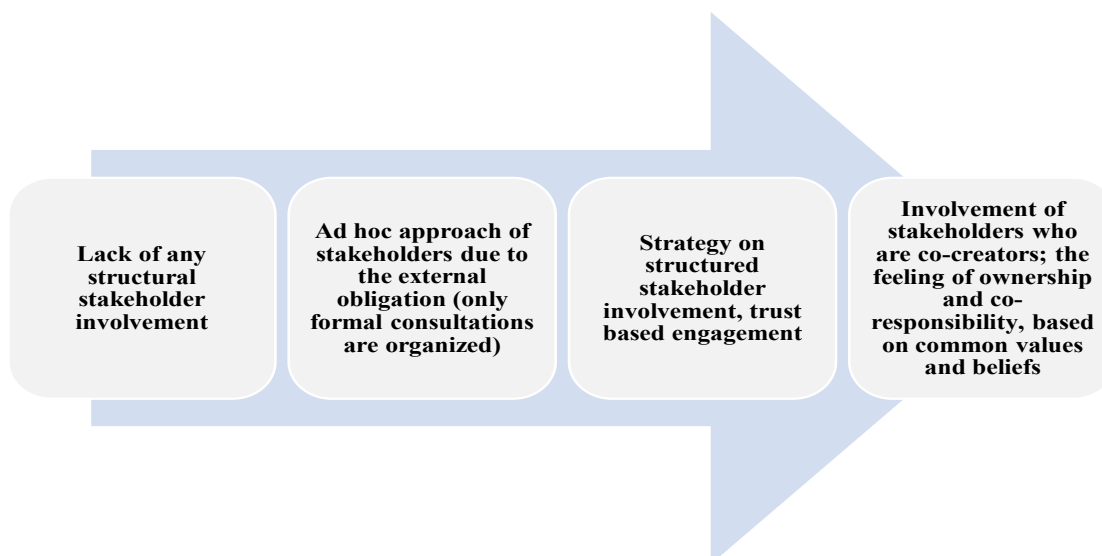 Lack of any
structural
stakeholder
involvement
Ad hoc approach of
stakeholders due to
the external
obligation (only
formal consultations
are organized)
Strategy on
structured
stakeholder
involvement, trust
based engagement
Involvement of
stakeholders who
are co-creators; the
feeling of ownership
and co-
responsibility, based
on common values
and beliefs